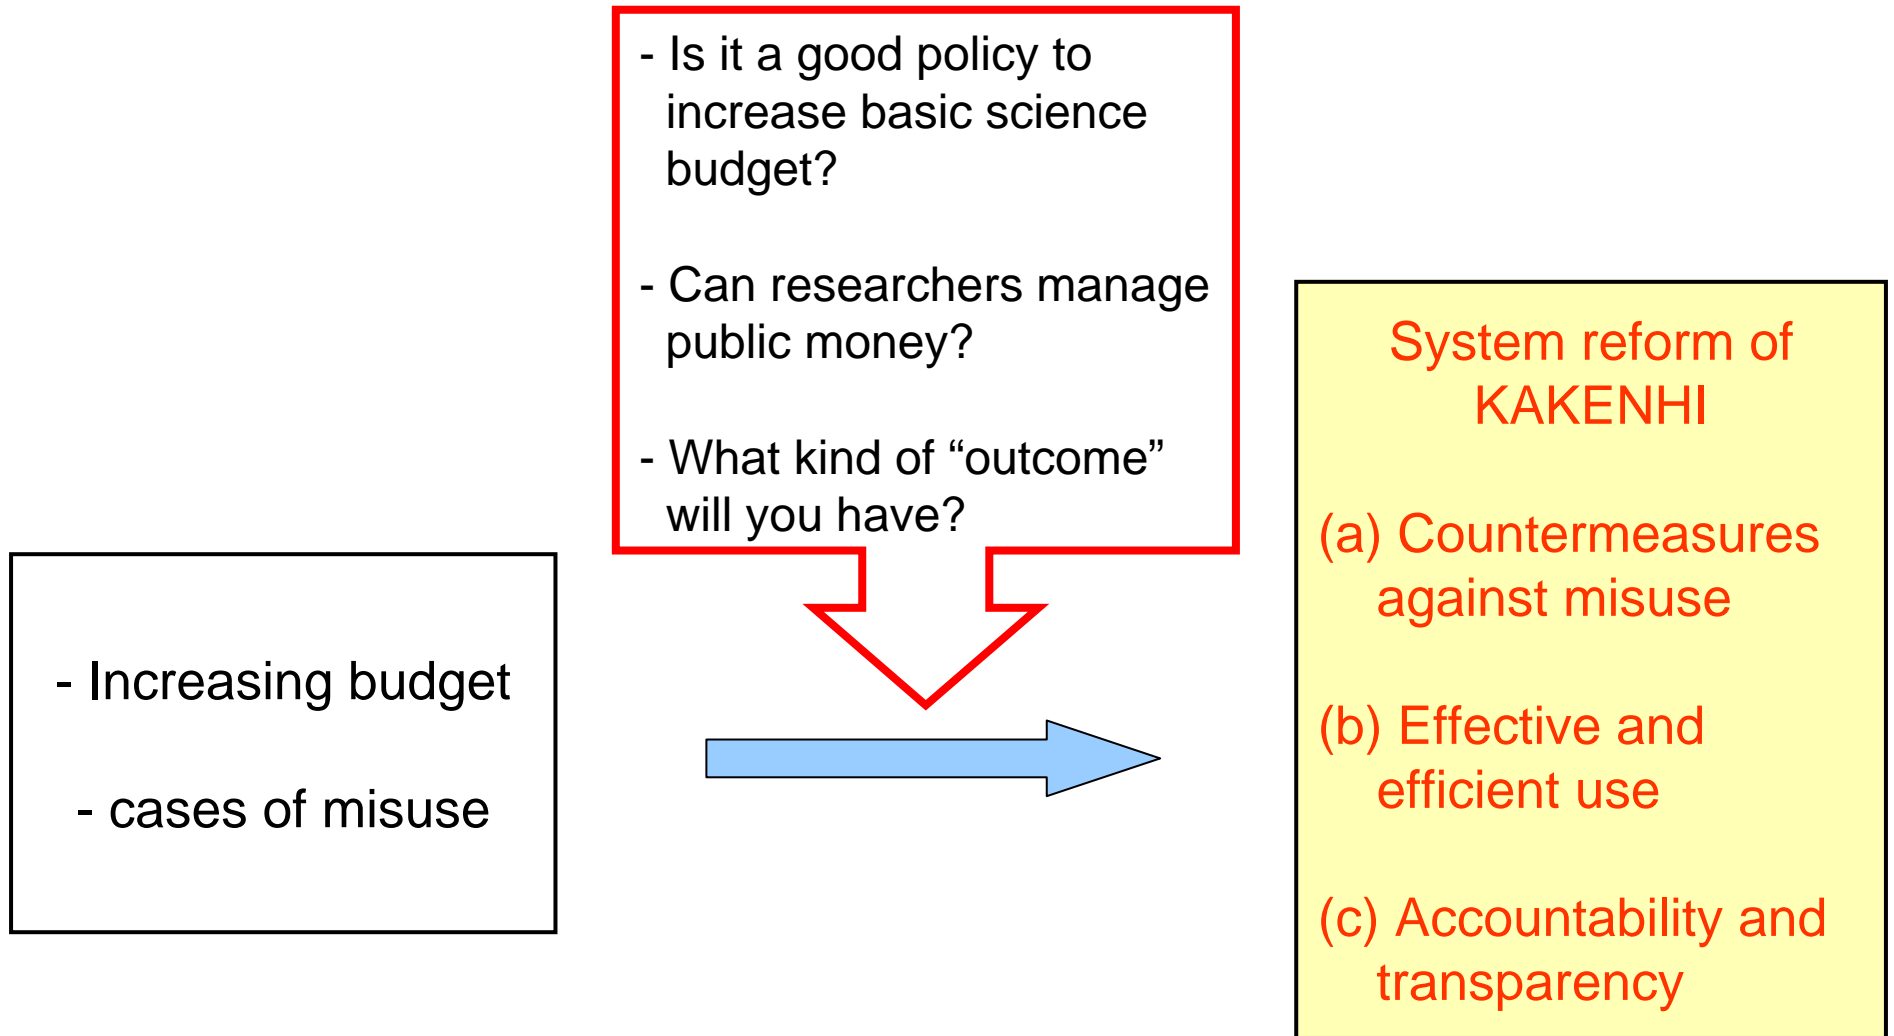 - Is it a good policy to
increase basic science
budget?
- Can researchers manage
public money?
- What kind of “outcome”
will you have?
- Increasing budget
- cases of misuse
System reform of
KAKENHI
(a) Countermeasures
against misuse
(b) Effective and
efficient use
(c) Accountability and
transparency